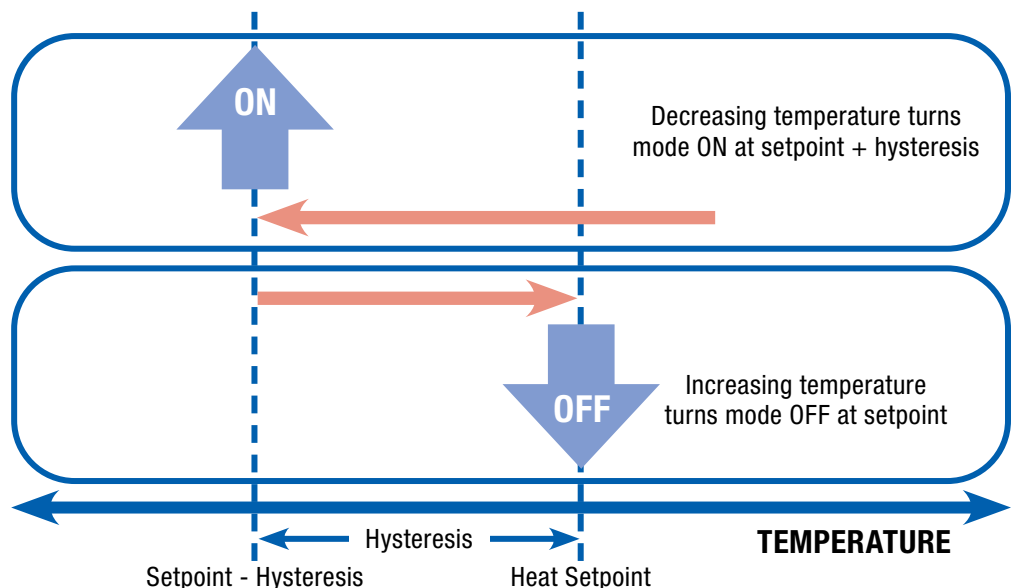 ON
Decreasing temperature turns
mode ON at setpoint + hysteresis
OFF
Increasing temperature
turns mode OFF at setpoint
Hysteresis
TEMPERATURE
Setpoint - Hysteresis
Heat Setpoint